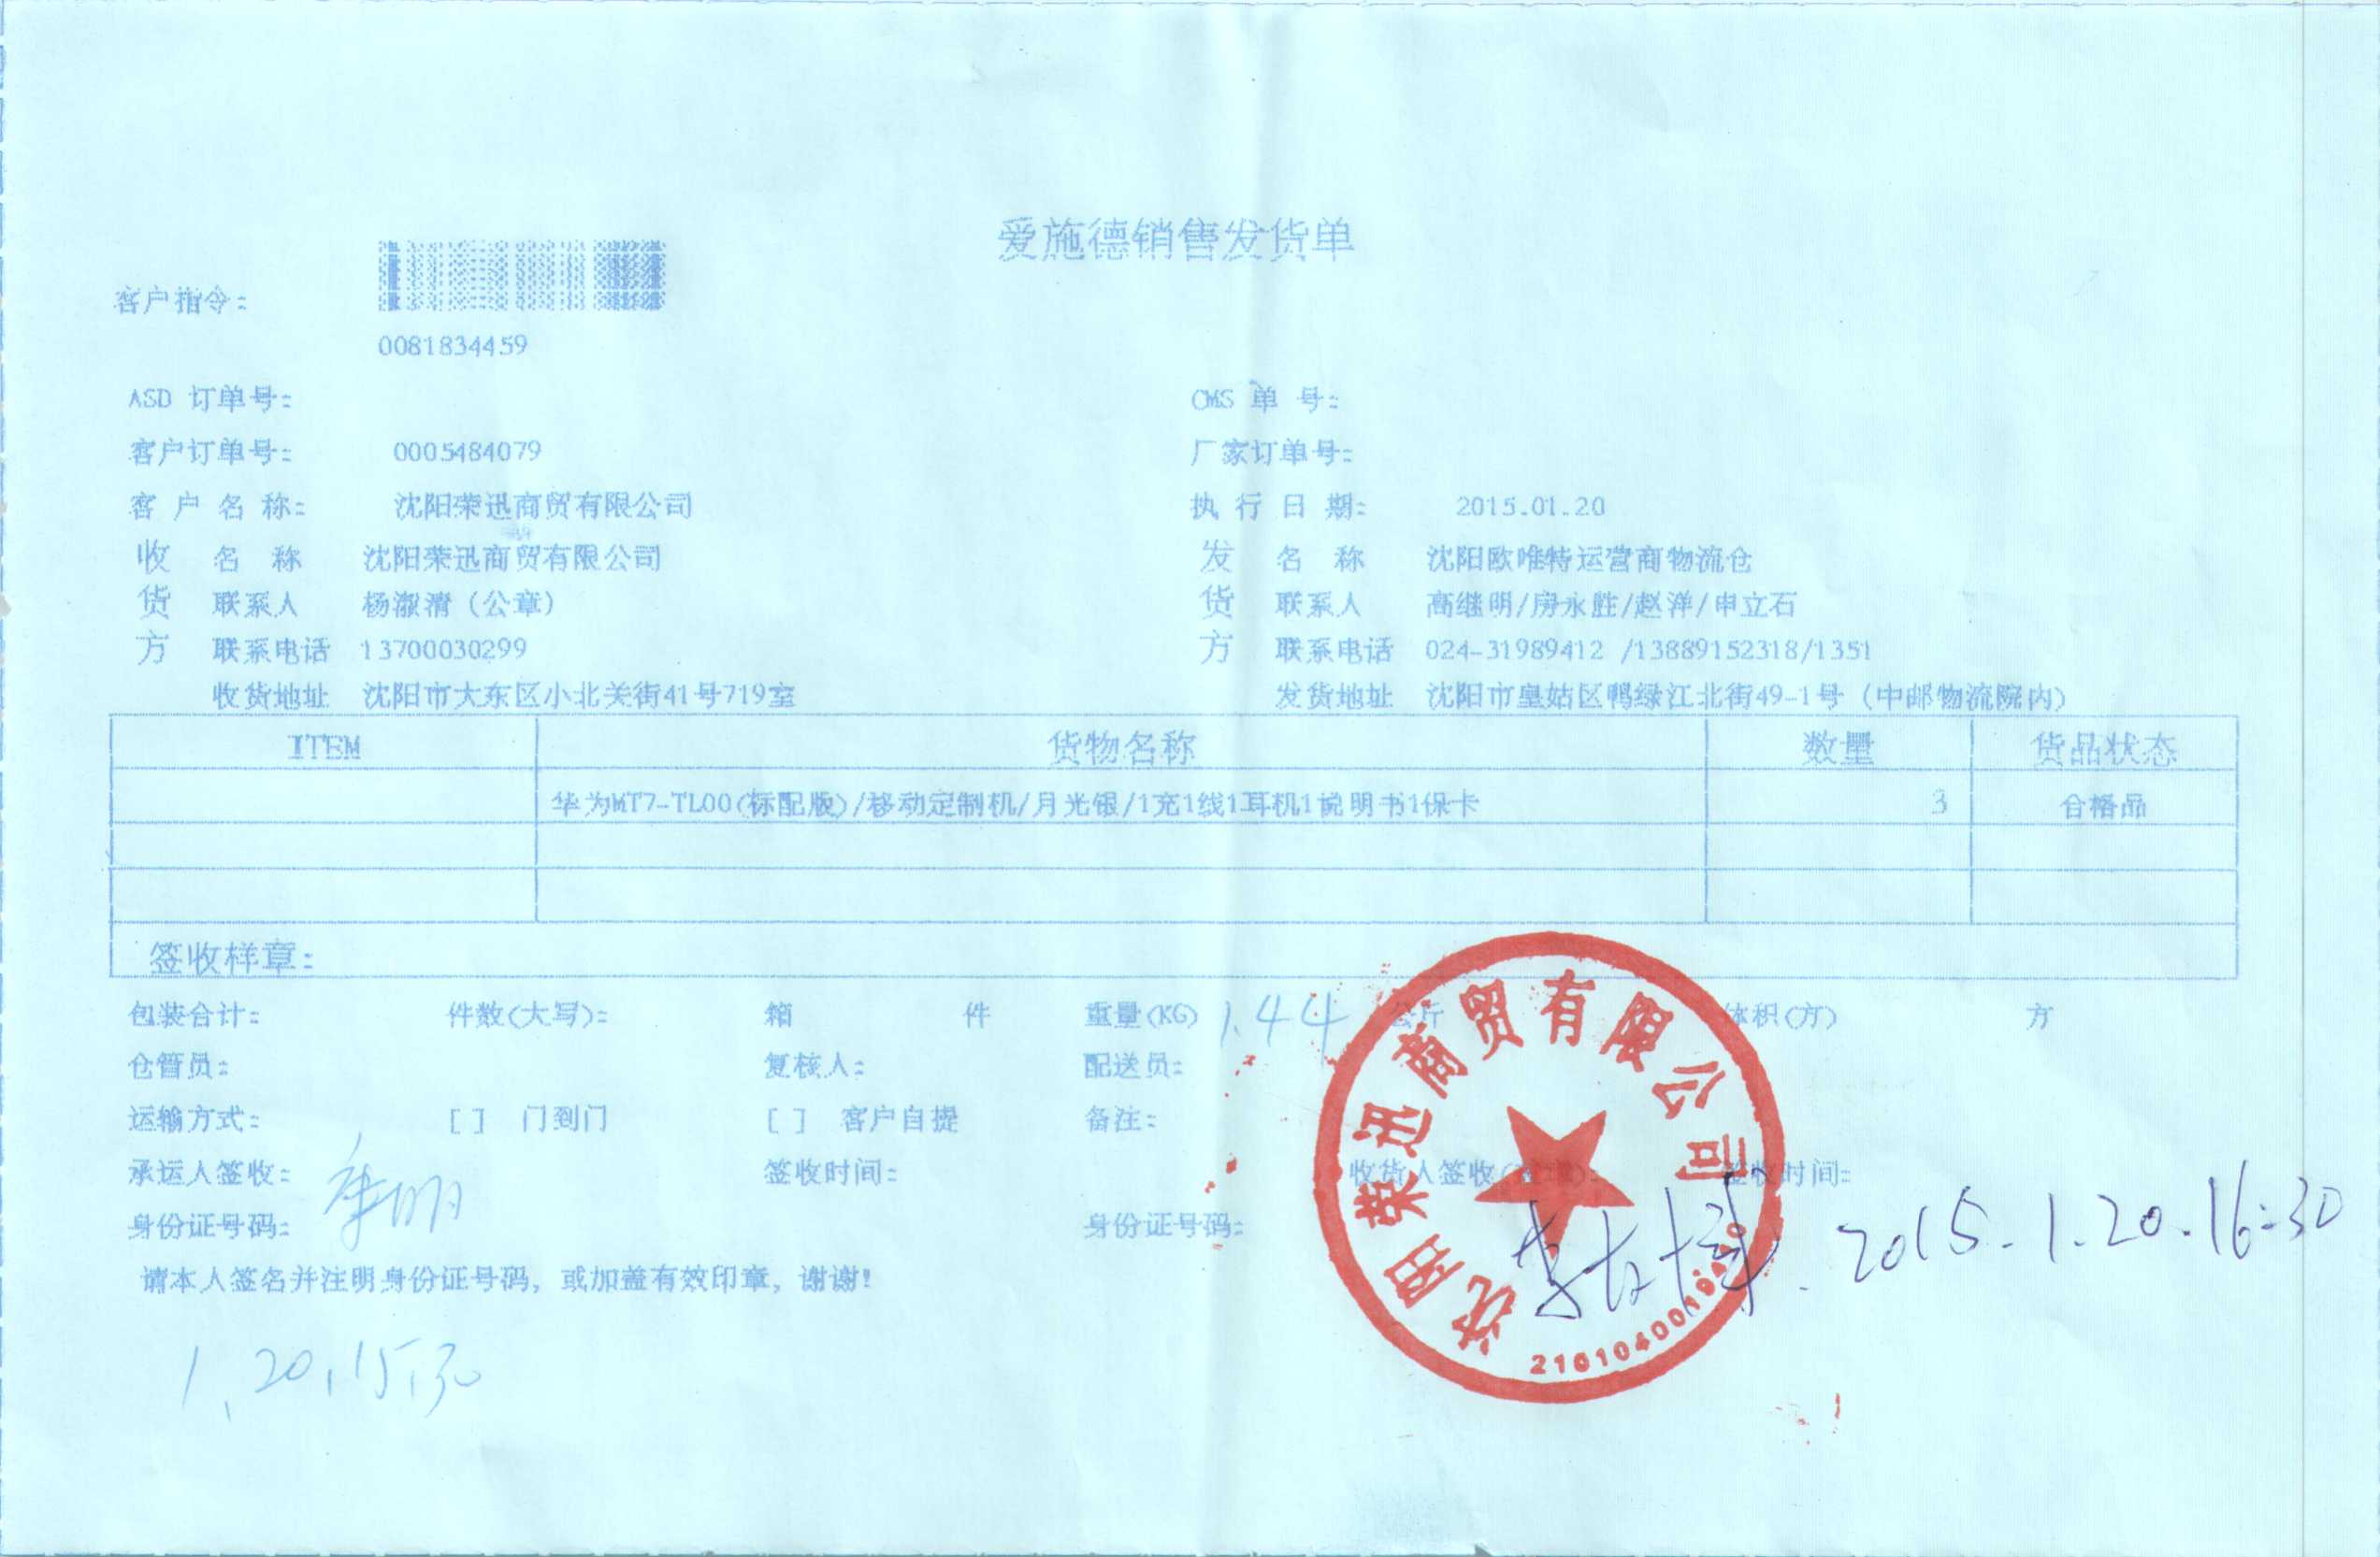 爱施德销售发货单
客户指令:
0081834459
ASD 订单号: CMS 单 号:
客户订单号: 0005484079 厂家订单号:
客 户 名 称: 沈阳荣迅商贸有限公司 执 行 日 期: 2015.01.20
收 名 称 沈阳荣迅商贸有限公司 发 名 称 沈阳欧唯特运营商物流仓
货 联系人 杨淑清（公章） 货 联系人 高继明/房永胜/赵洋/申立石
方 联系电话 13700030299 方 联系电话 024-31989412 /13889152318/1351
收货地址 沈阳市大东区小北关街41号719室 发货地址 沈阳市皇姑区鸭绿江北街49-1号（中邮物流院内）
ITEM 货物名称 数量 货品状态
华为MT7-TL00(标配版)/移动定制机/月光银/1充1线1耳机1说明书1保卡 3 合格品
签收样章:
包装合计: 件数(大写): 箱 件 重量(KG) 1.44 公斤 体积(方) 方
仓管员: 复核人: 配送员:
运输方式: [ ] 门到门 [ ] 客户自提 备注:
承运人签收: 签收时间: 收货人签收 签收时间:
身份证号码: 身份证号码:
2015.1.20.16:30
请本人签名并注明身份证号码，或加盖有效印章，谢谢!
1.20.15:30
沈阳荣迅商贸有限公司